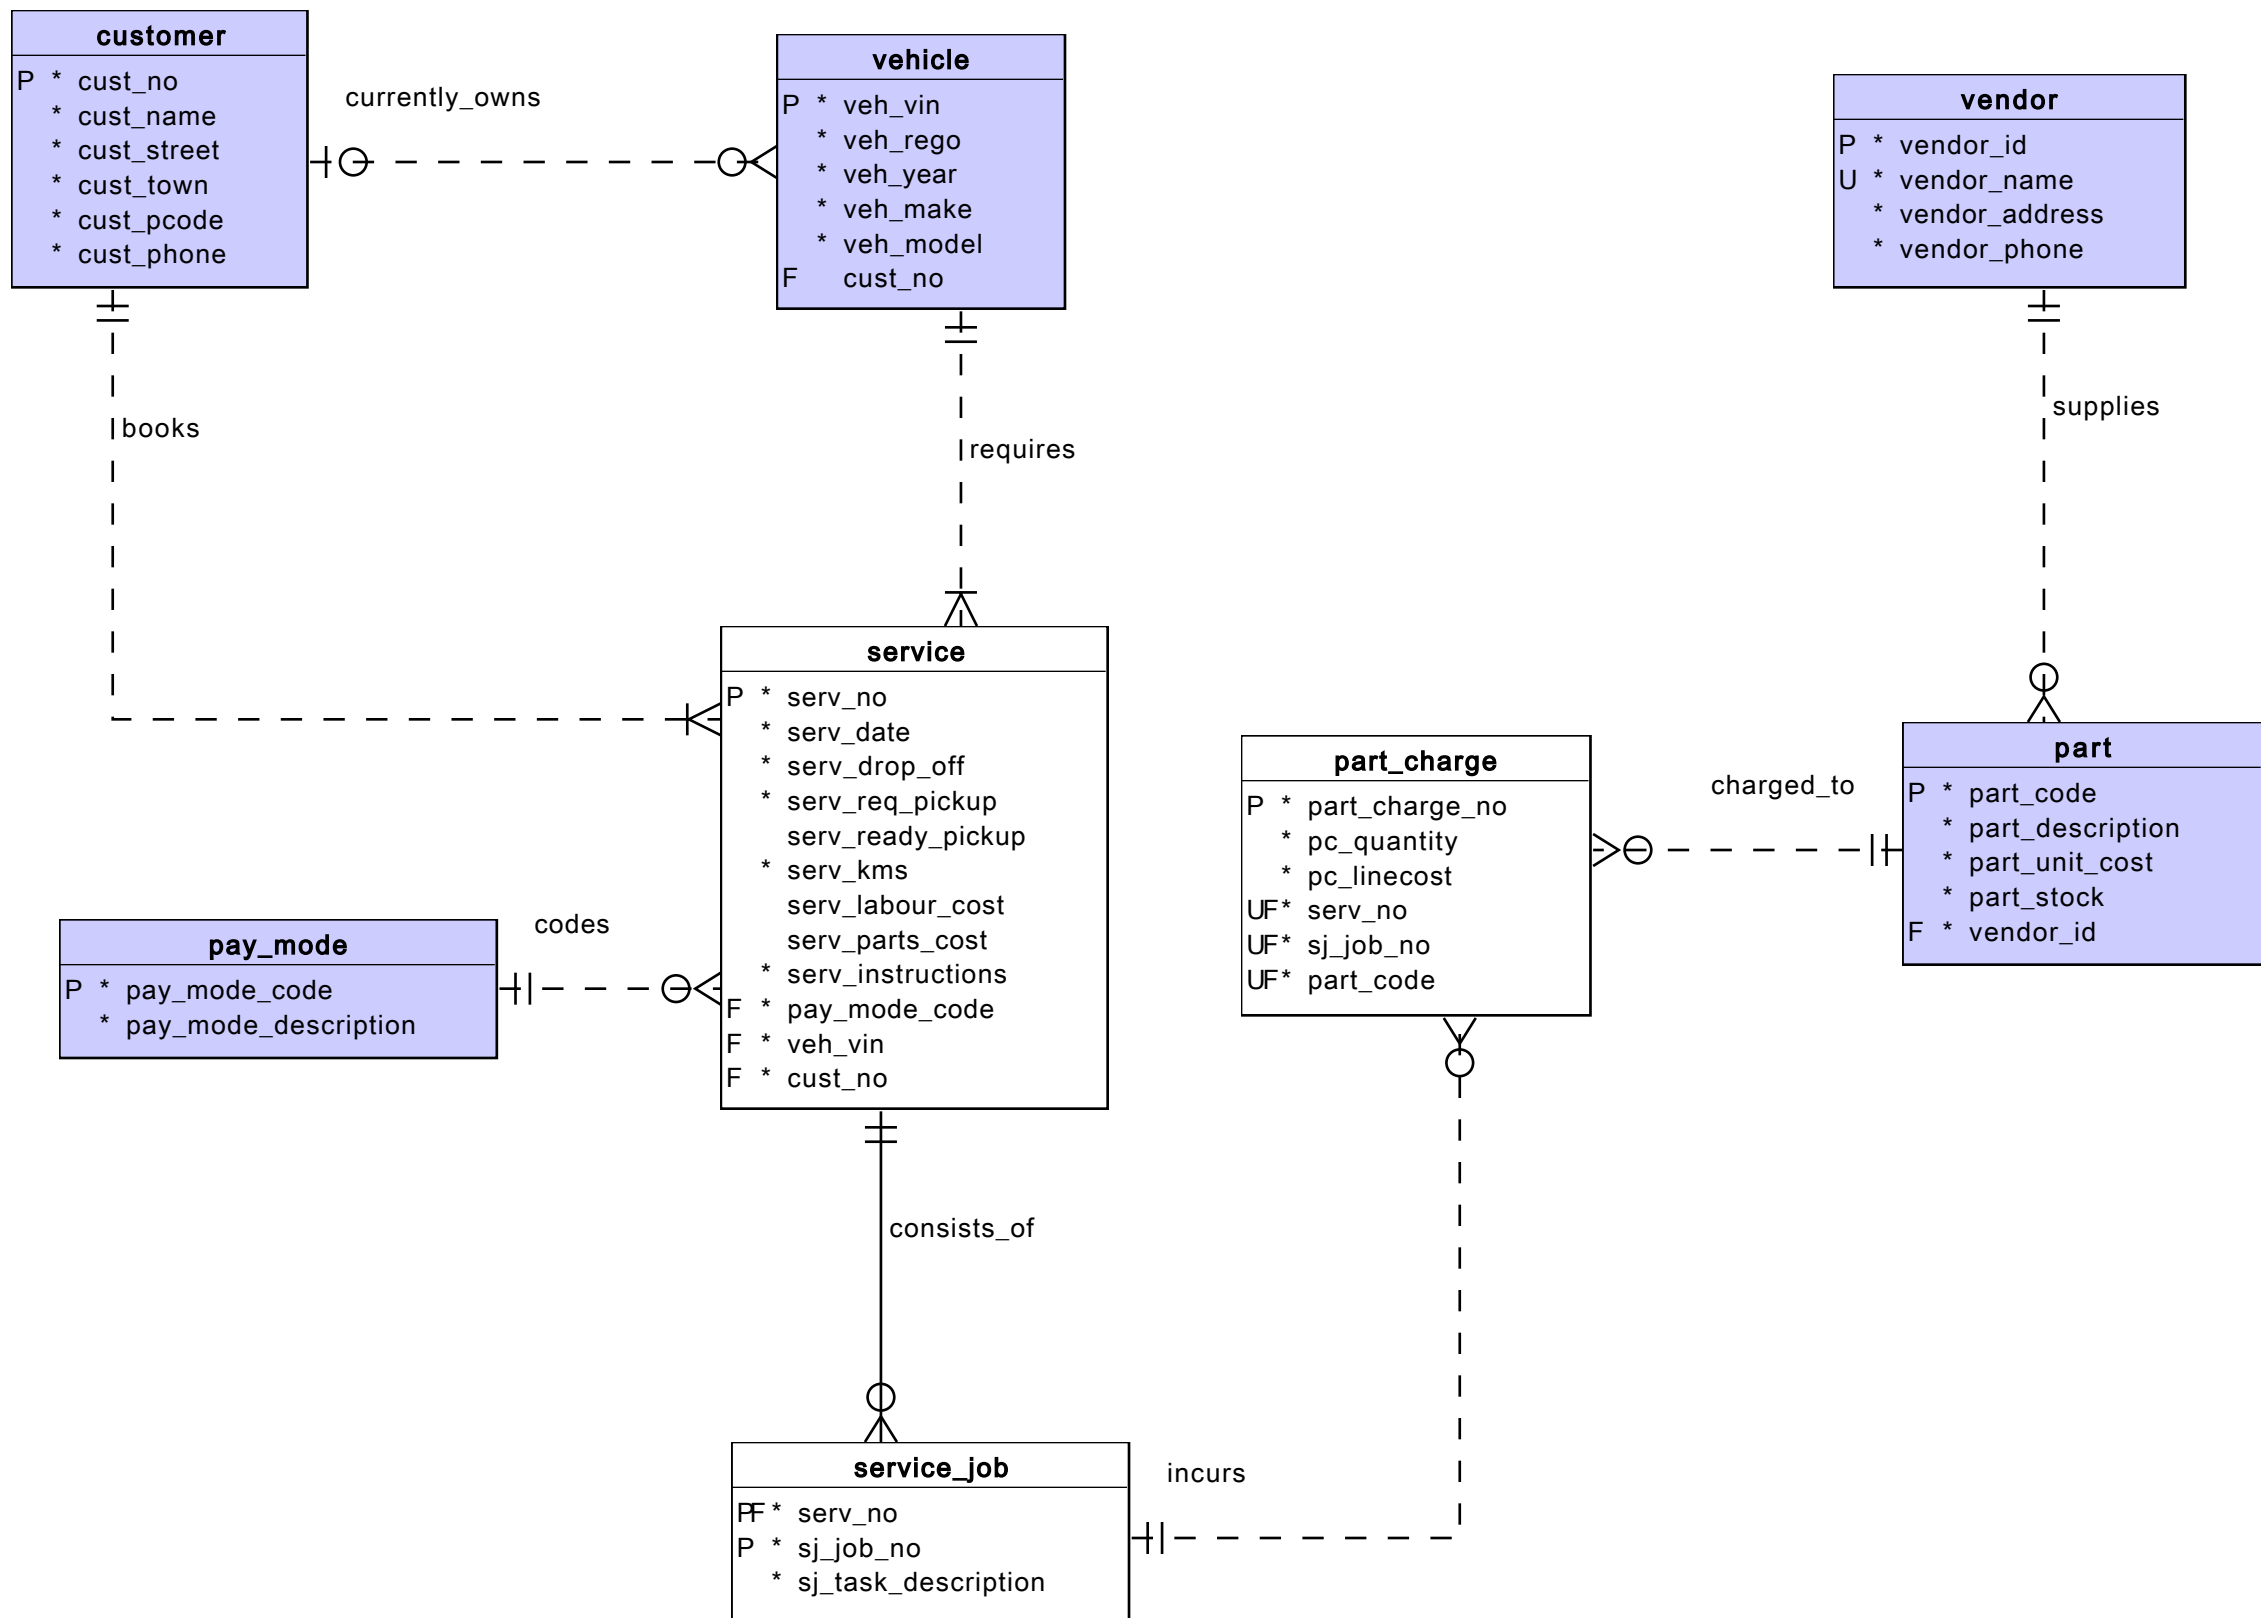 customer
P * cust_no
* cust_name
* cust_street
* cust_town
* cust_pcode
* cust_phone
currently_owns
vehicle
P * veh_vin
* veh_rego
* veh_year
* veh_make
* veh_model
F cust_no
vendor
P * vendor_id
U * vendor_name
* vendor_address
* vendor_phone
books
requires
supplies
service
P * serv_no
* serv_date
* serv_drop_off
* serv_req_pickup
serv_ready_pickup
* serv_kms
serv_labour_cost
serv_parts_cost
* serv_instructions
F * pay_mode_code
F * veh_vin
F * cust_no
part_charge
P * part_charge_no
* pc_quantity
* pc_linecost
UF* serv_no
UF* sj_job_no
UF* part_code
charged_to
part
P * part_code
* part_description
* part_unit_cost
* part_stock
F * vendor_id
codes
pay_mode
P * pay_mode_code
* pay_mode_description
consists_of
service_job
PF * serv_no
P * sj_job_no
* sj_task_description
incurs